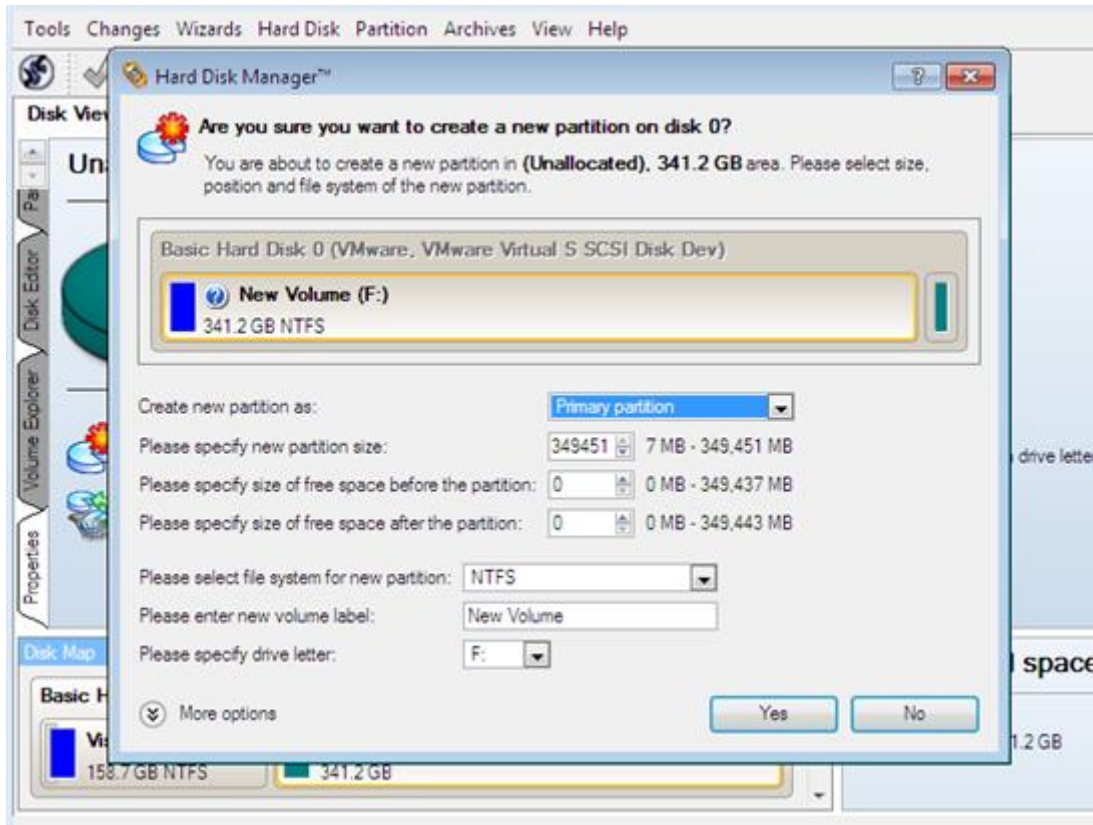 Tools Changes Wizards Hard Disk Partition Archives View Help
Hard Disk Manager™
Disk View
Are you sure you want to create a new partition on disk 0?
You are about to create a new partition in (Unallocated), 341.2 GB area. Please select size,
position and file system of the new partition.
Disk Editor
Volume Explorer
Properties
Basic Hard Disk 0 (VMware, VMware Virtual S SCSI Disk Dev)
New Volume (F:)
341.2 GB NTFS
Create new partition as: Primary partition
Please specify new partition size: 349451 7 MB - 349,451 MB
drive letter
Please specify size of free space before the partition: 0 0 MB - 349,437 MB
Please specify size of free space after the partition: 0 0 MB - 349,443 MB
Please select file system for new partition: NTFS
Please enter new volume label: New Volume
Please specify drive letter: F:
Disk Map
space
Basic H
More options
Yes No
1.2 GB
158.7 GB NTFS 341.2 GB